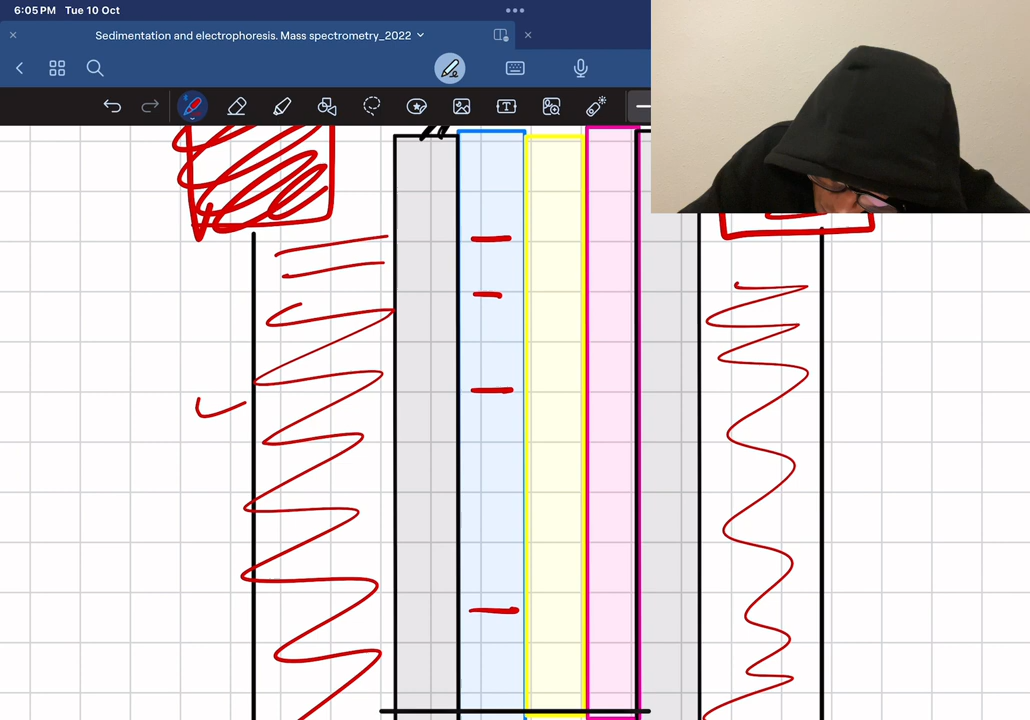 6:05 PM Tue 10 Oct
Sedimentation and electrophoresis. Mass spectrometry_2022
T